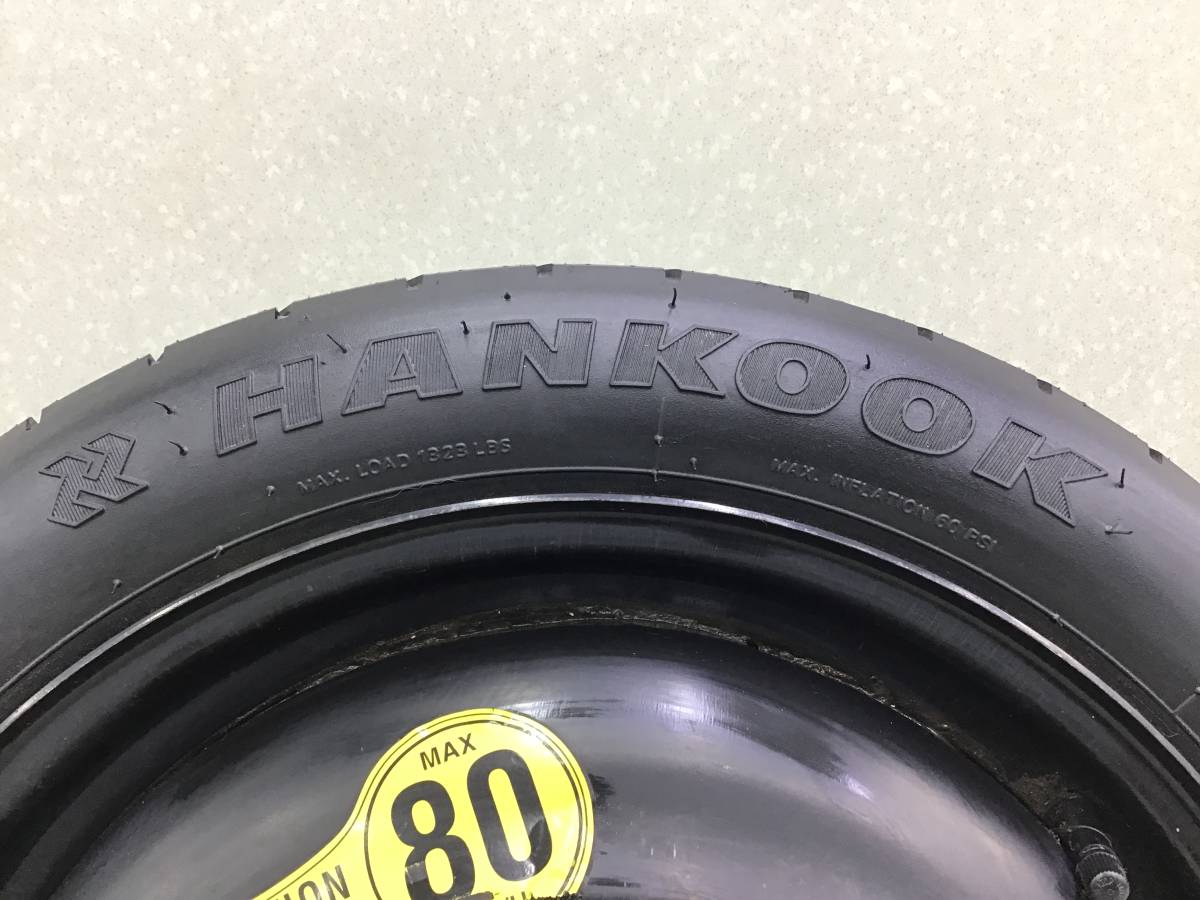 HANKOOK
MAX. LOAD 1323 LBS
MAX. INFLATION 60 PSI
MAX
80